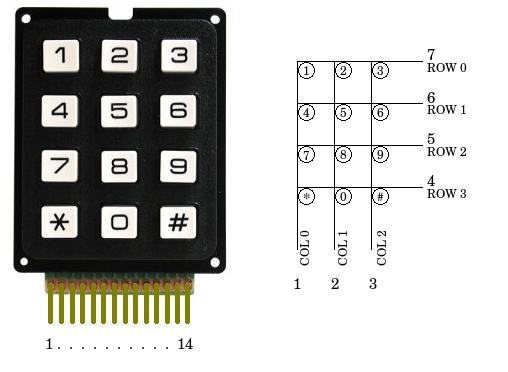 1 2 3
4 5 6
7 8 9
* 0 #
1 . . . . . . . . . . 14
7
1 2 3 ROW 0
6
4 5 6 ROW 1
5
7 8 9 ROW 2
4
* 0 # ROW 3
COL 0 COL 1 COL 2
1 2 3